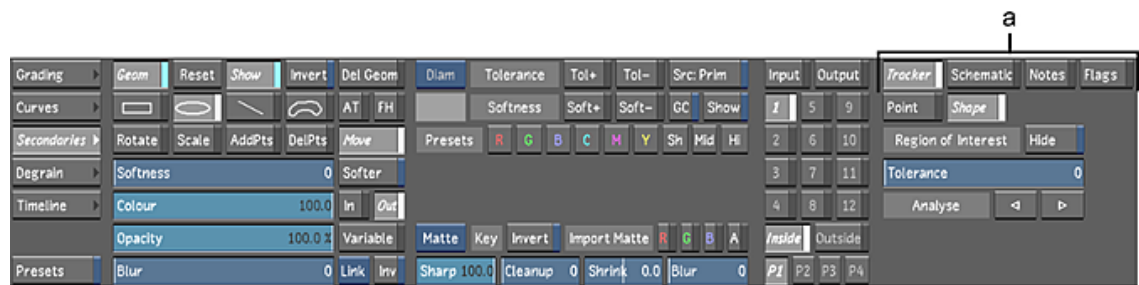 a
Grading Geom Reset Show Invert Del Geom Diam Tolerance Tol+ Tol- Src: Prim Input Output Tracker Schematic Notes Flags
Curves AT FH Softness Soft+ Soft- GC Show 1 5 9 Point Shape
Secondaries Rotate Scale AddPts DelPts Move Presets R G B C M Y Sh Mid Hi 2 6 10 Region of Interest Hide
Degrain Softness 0 Softer 3 7 11 Tolerance 0
Timeline Colour 100.0 In Out 4 8 12 Analyse
Opacity 100.0 % Variable Matte Key Invert Import Matte R G B A Inside Outside
Presets Blur 0 Link Inv Sharp 100.0 Cleanup 0 Shrink 0.0 Blur 0 P1 P2 P3 P4